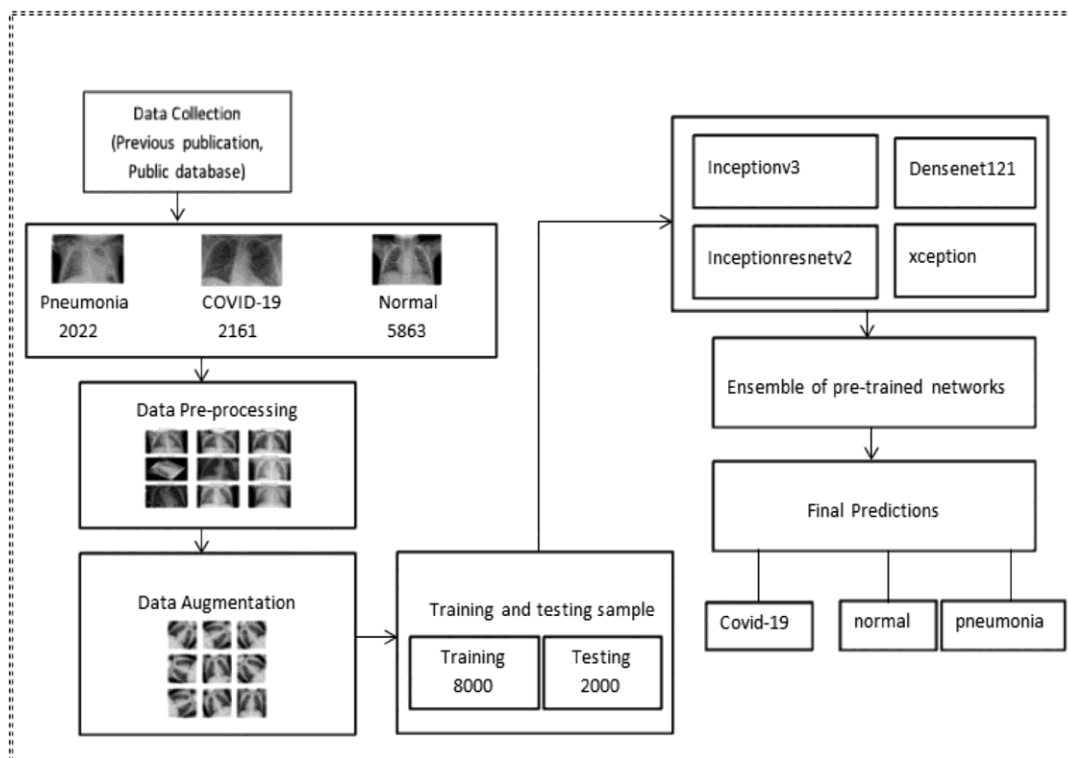 Data Collection
(Previous publication,
Public database)
Pneumonia
2022
COVID-19
2161
Normal
5863
Data Pre-processing
Data Augmentation
Training and testing sample
Training
8000
Testing
2000
Inceptionv3
Densenet121
Inceptionresnetv2
xception
Ensemble of pre-trained networks
Final Predictions
Covid-19
normal
pneumonia